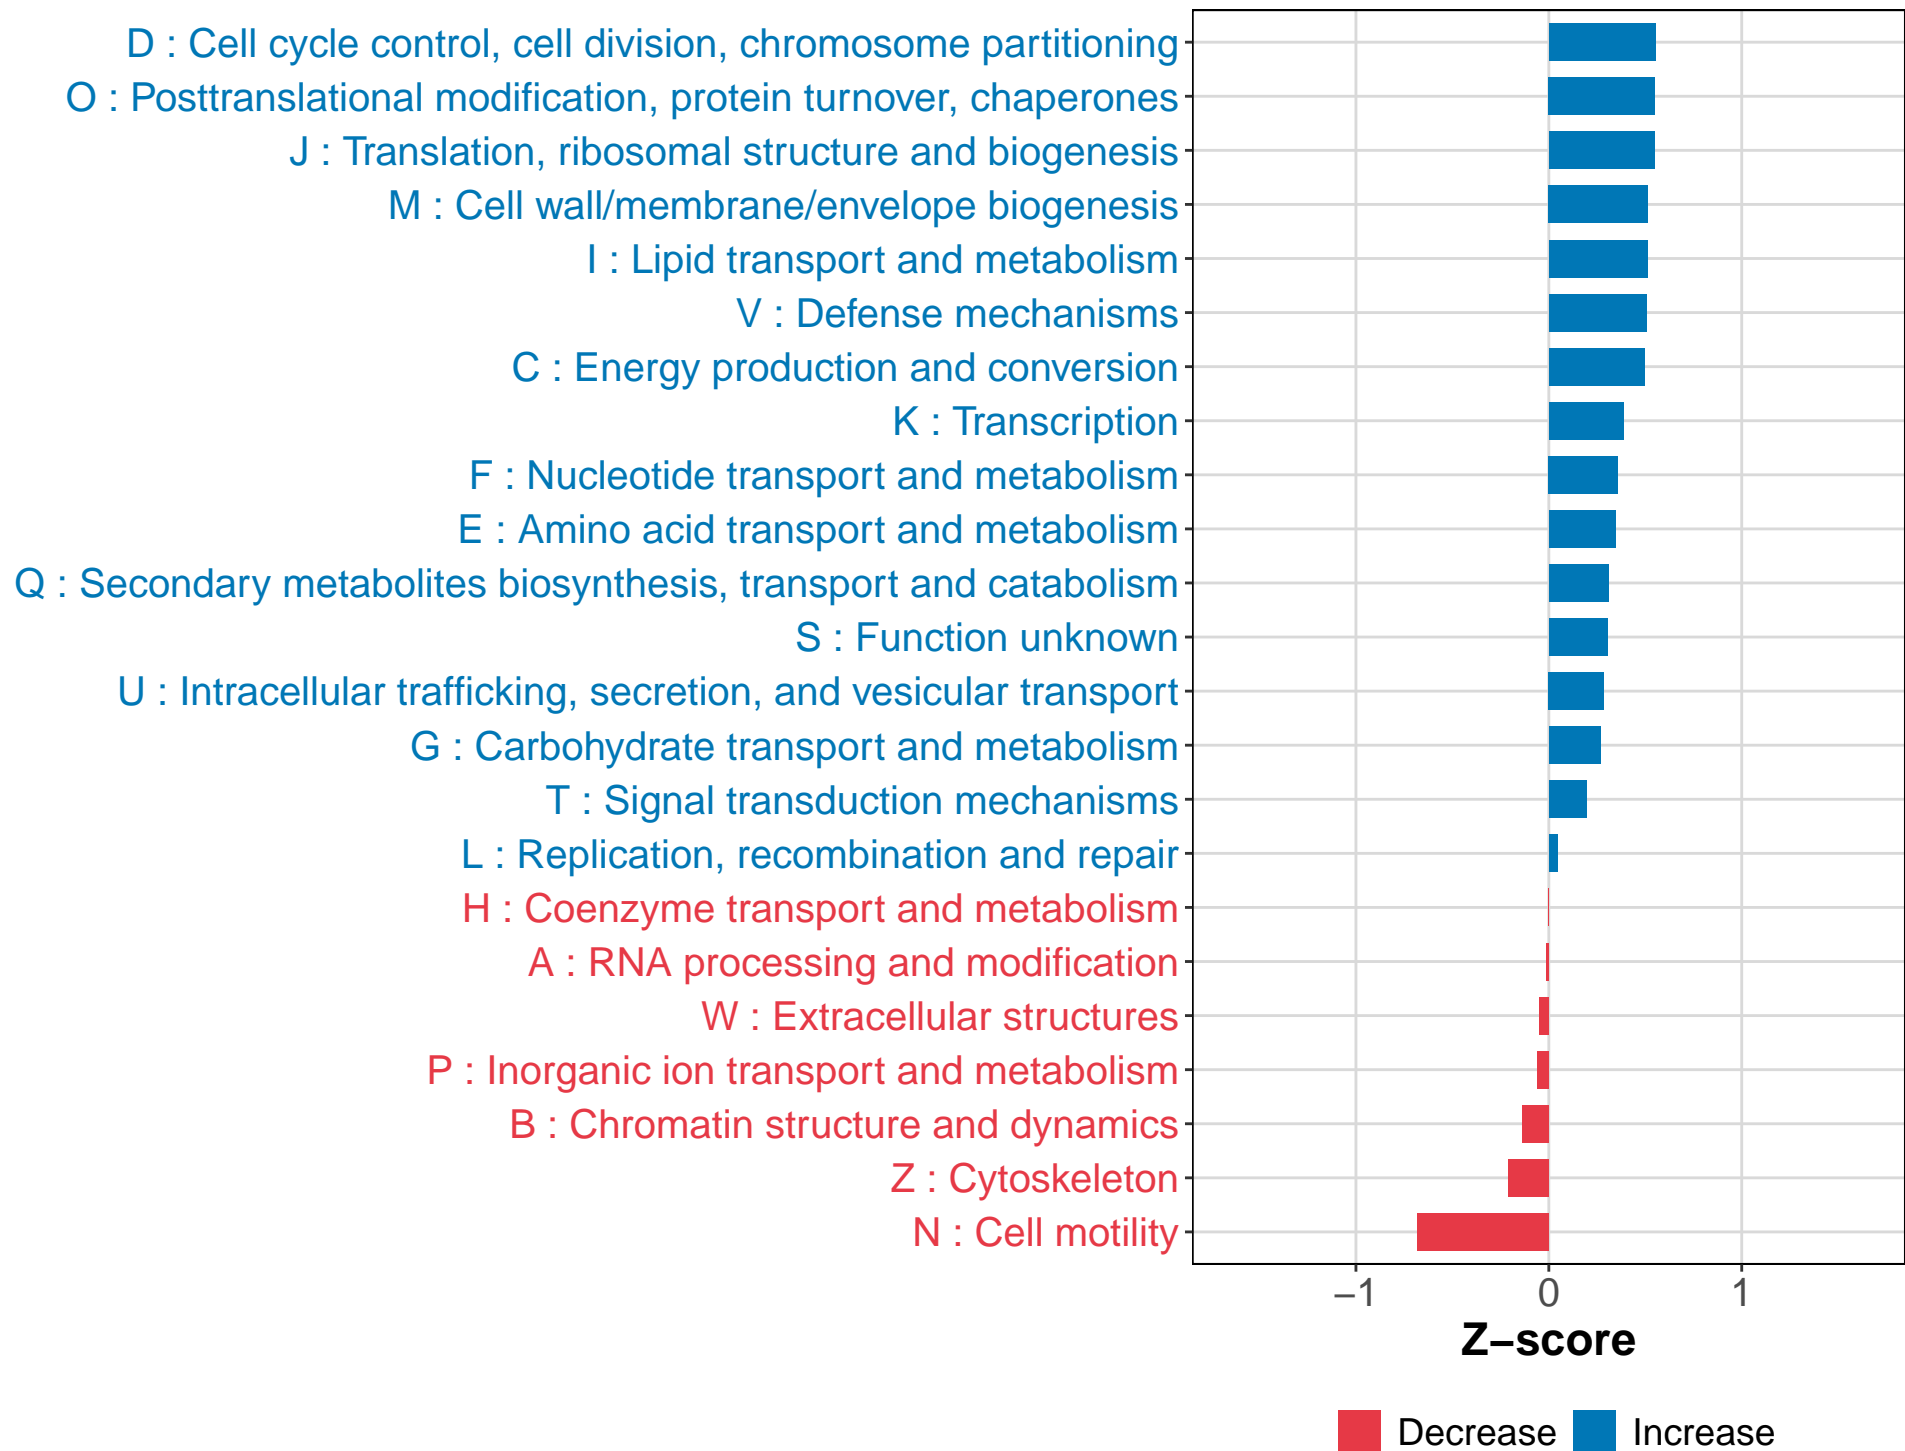 D : Cell cycle control, cell division, chromosome partitioning
O : Posttranslational modification, protein turnover, chaperones
J : Translation, ribosomal structure and biogenesis
M : Cell wall/membrane/envelope biogenesis
I : Lipid transport and metabolism
V : Defense mechanisms
C : Energy production and conversion
K : Transcription
F : Nucleotide transport and metabolism
E : Amino acid transport and metabolism
Q : Secondary metabolites biosynthesis, transport and catabolism
S : Function unknown
U : Intracellular trafficking, secretion, and vesicular transport
G : Carbohydrate transport and metabolism
T : Signal transduction mechanisms
L : Replication, recombination and repair
H : Coenzyme transport and metabolism
A : RNA processing and modification
W : Extracellular structures
P : Inorganic ion transport and metabolism
B : Chromatin structure and dynamics
Z : Cytoskeleton
N : Cell motility
−1 0 1
Z−score
Decrease Increase